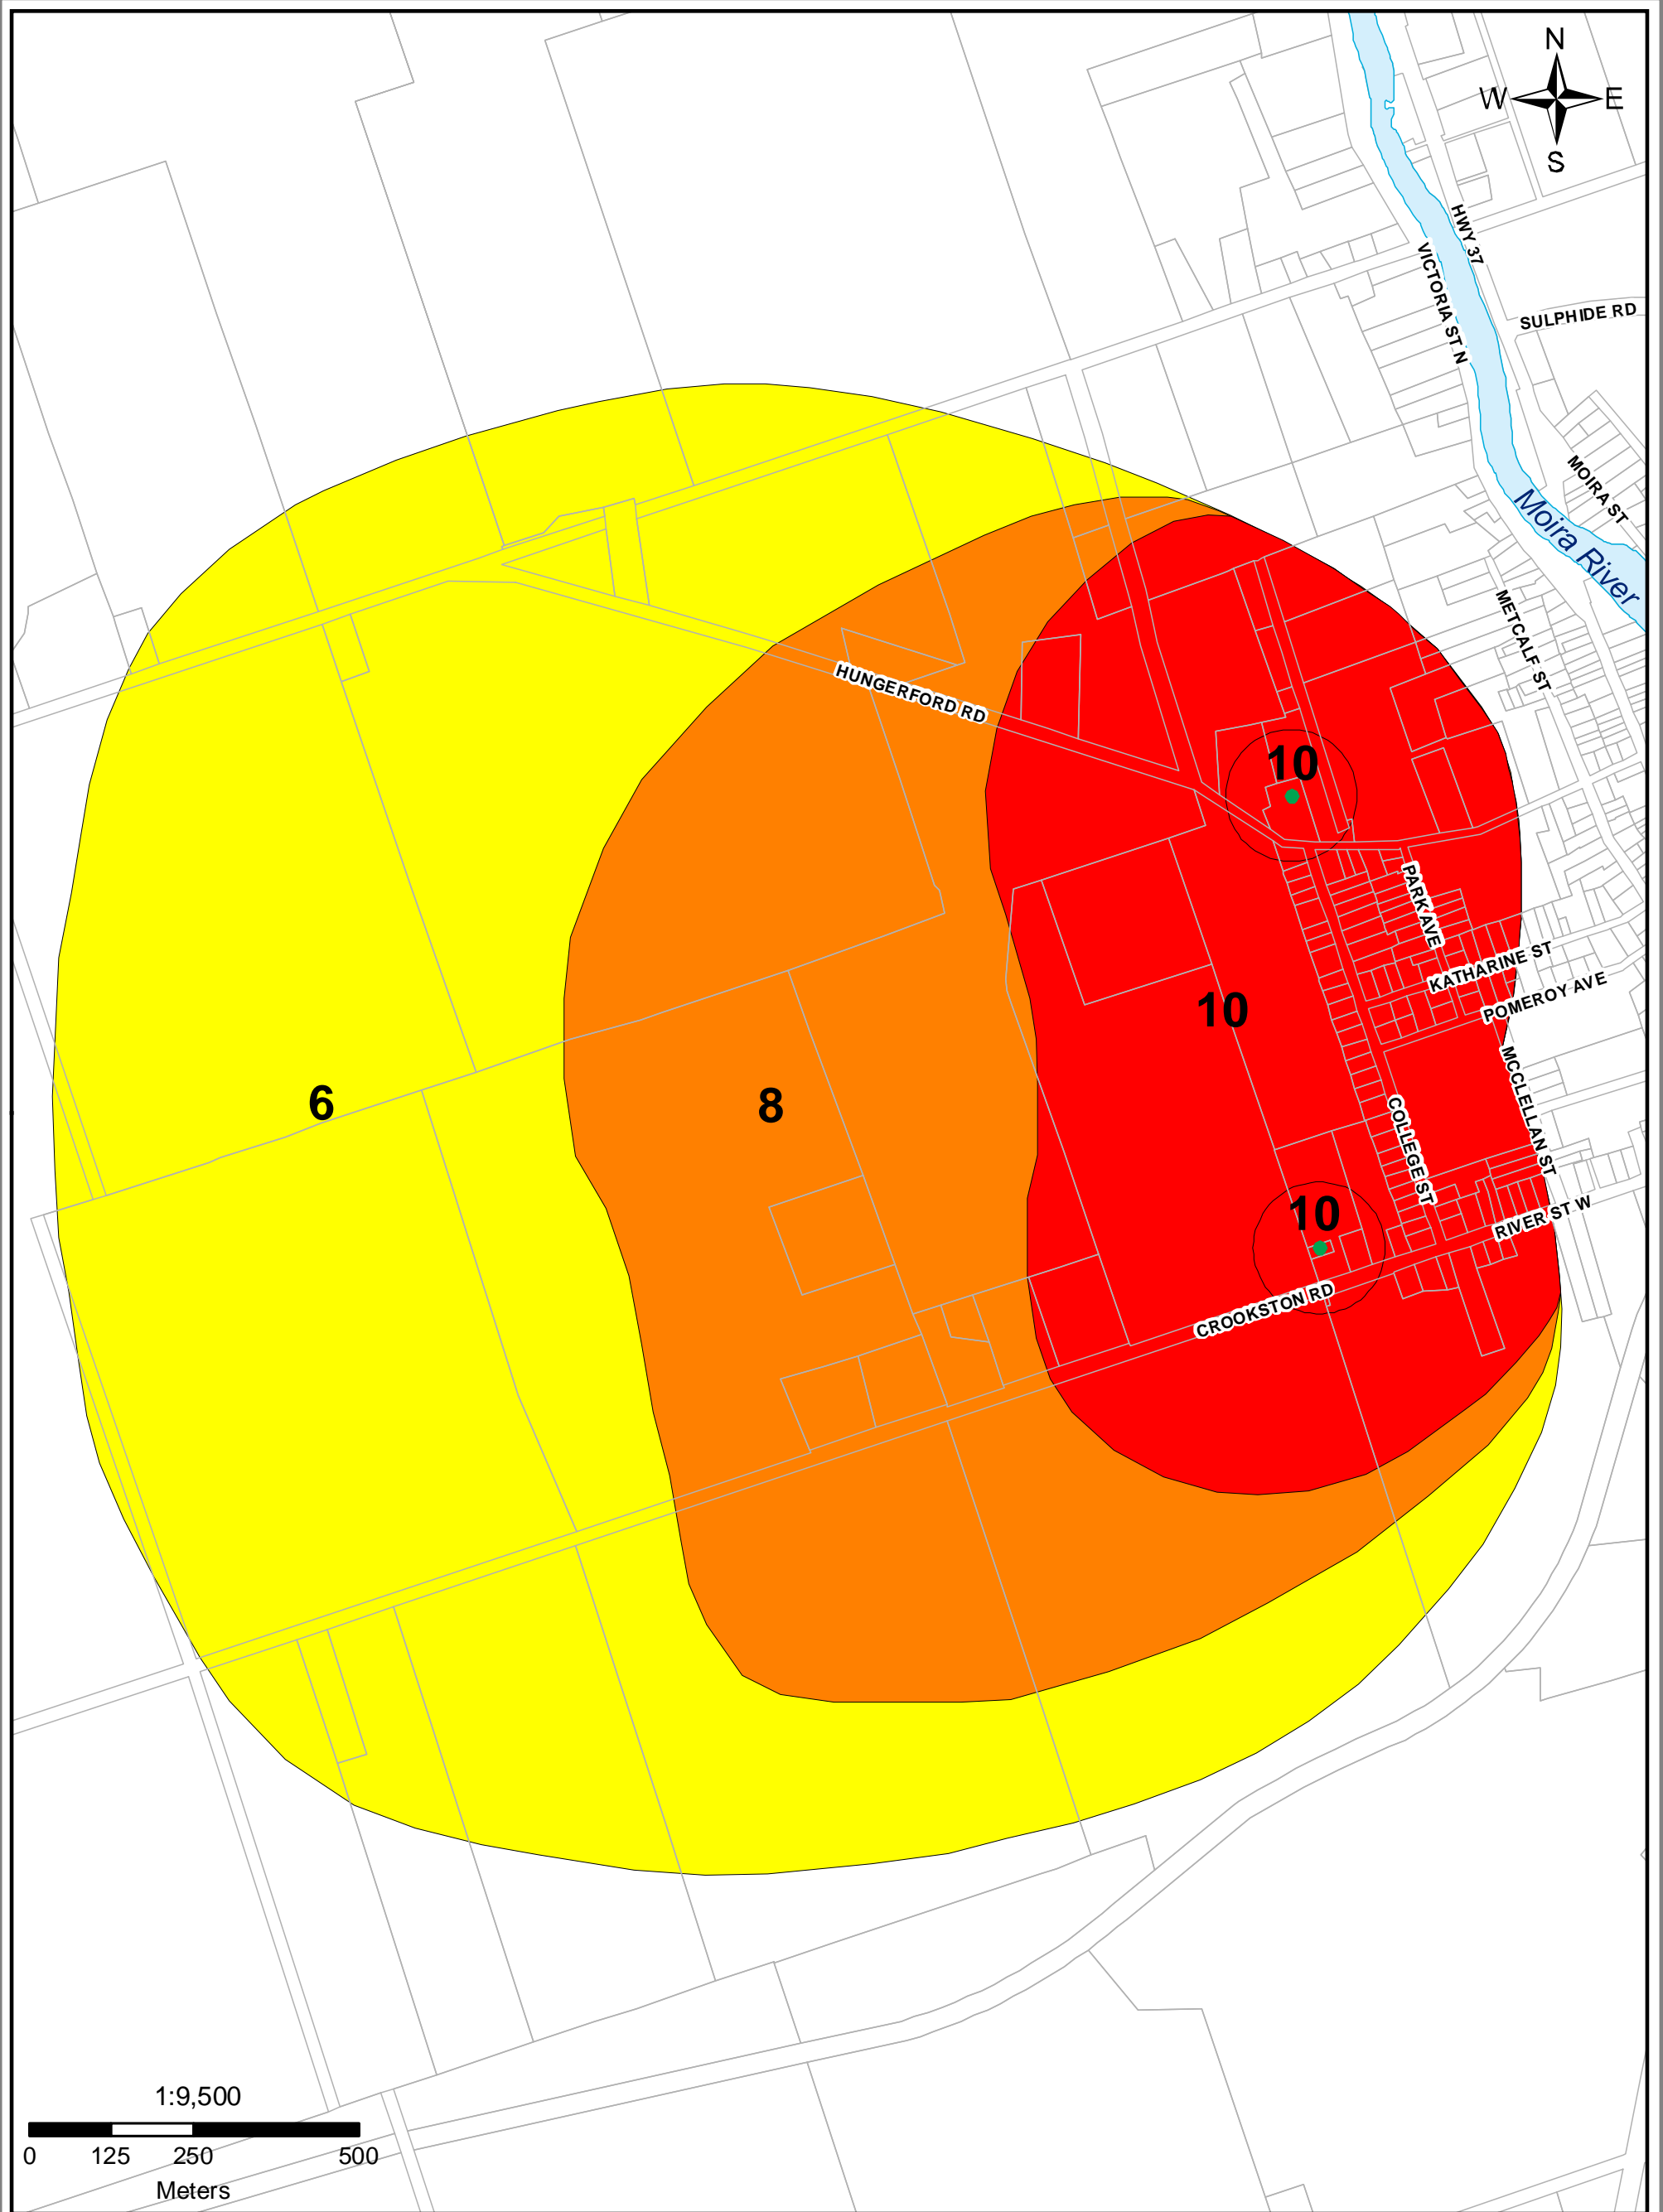 N
W E
S
HWY 37
VICTORIA ST N
SULPHIDE RD
MOIRA ST
Moira River
METCALF ST
HUNGERFORD RD
10
PARK AVE
KATHARINE ST
POMEROY AVE
10
MCCLELLAN ST
6
8
COLLEGE ST
10
RIVER ST W
CROOKSTON RD
1:9,500
0 125 250 500
Meters